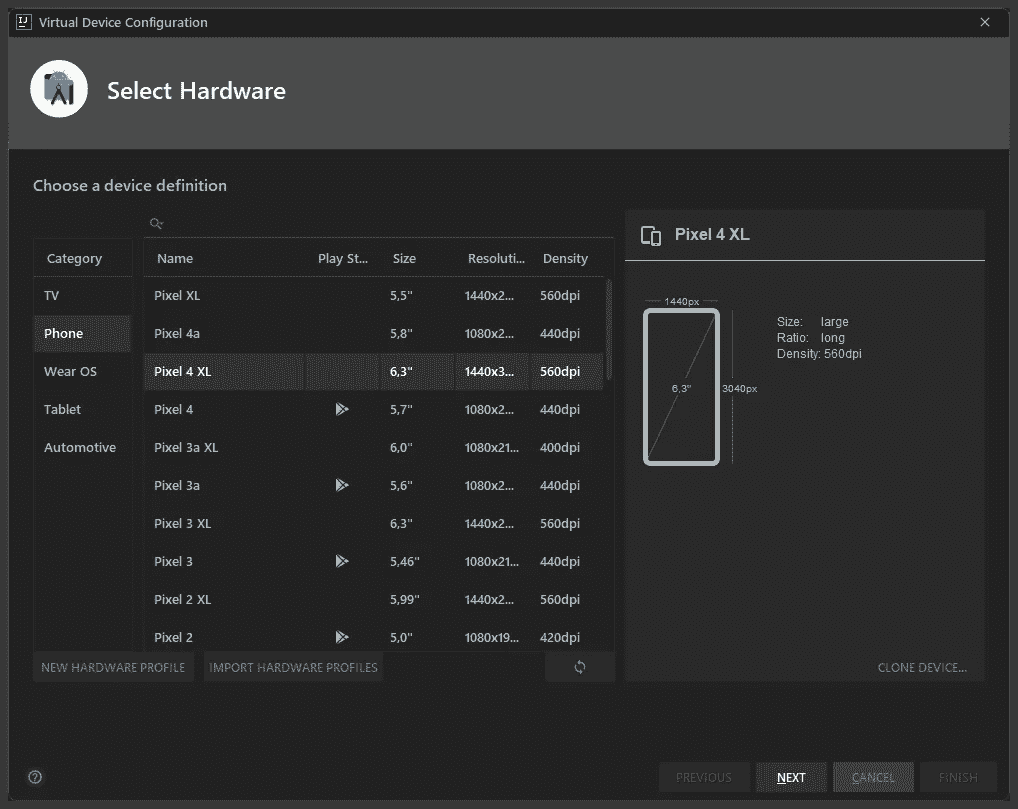 Virtual Device Configuration
Select Hardware
Choose a device definition
Category
TV
Phone
Wear OS
Tablet
Automotive
Name Play St... Size Resoluti... Density
Pixel XL 5,5" 1440x2... 560dpi
Pixel 4a 5,8" 1080x2... 440dpi
Pixel 4 XL 6,3" 1440x3... 560dpi
Pixel 4 5,7" 1080x2... 440dpi
Pixel 3a XL 6,0" 1080x21... 400dpi
Pixel 3a 5,6" 1080x2... 440dpi
Pixel 3 XL 6,3" 1440x2... 560dpi
Pixel 3 5,46" 1080x21... 440dpi
Pixel 2 XL 5,99" 1440x2... 560dpi
Pixel 2 5,0" 1080x19... 420dpi
NEW HARDWARE PROFILE IMPORT HARDWARE PROFILES
Pixel 4 XL
1440px
6,3"
3040px
Size: large
Ratio: long
Density: 560dpi
CLONE DEVICE...
? PREVIOUS NEXT CANCEL FINISH